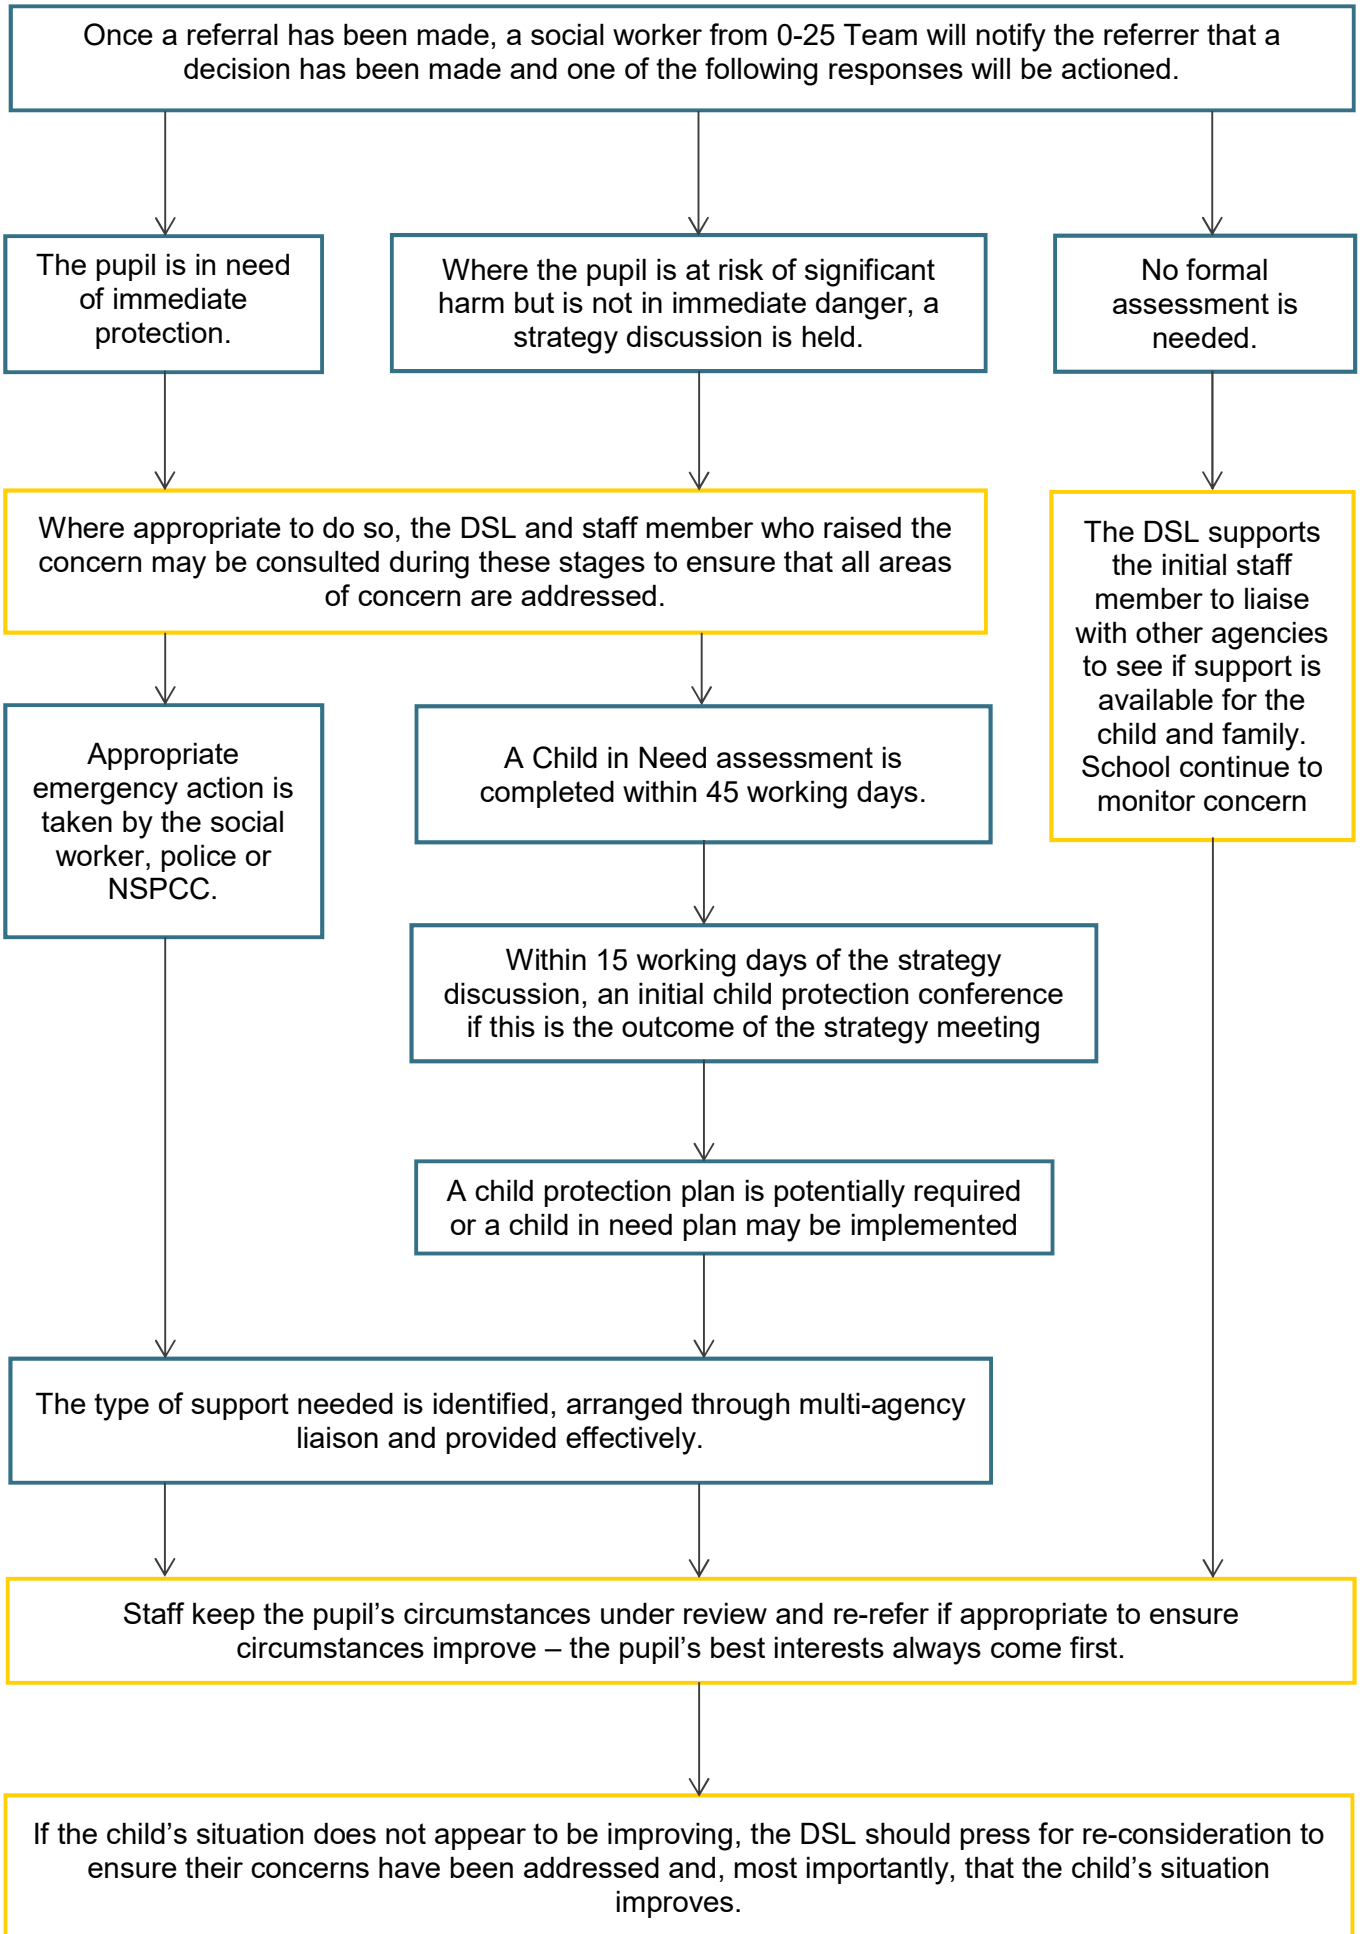 Once a referral has been made, a social worker from 0-25 Team will notify the referrer that a
decision has been made and one of the following responses will be actioned.
The pupil is in need
of immediate
protection.
Where the pupil is at risk of significant
harm but is not in immediate danger, a
strategy discussion is held.
No formal
assessment is
needed.
Where appropriate to do so, the DSL and staff member who raised the
concern may be consulted during these stages to ensure that all areas
of concern are addressed.
The DSL supports
the initial staff
member to liaise
with other agencies
to see if support is
available for the
child and family.
School continue to
monitor concern
Appropriate
emergency action is
taken by the social
worker, police or
NSPCC.
A Child in Need assessment is
completed within 45 working days.
Within 15 working days of the strategy
discussion, an initial child protection conference
if this is the outcome of the strategy meeting
A child protection plan is potentially required
or a child in need plan may be implemented
The type of support needed is identified, arranged through multi-agency
liaison and provided effectively.
Staff keep the pupil’s circumstances under review and re-refer if appropriate to ensure
circumstances improve – the pupil’s best interests always come first.
If the child’s situation does not appear to be improving, the DSL should press for re-consideration to
ensure their concerns have been addressed and, most importantly, that the child’s situation
improves.